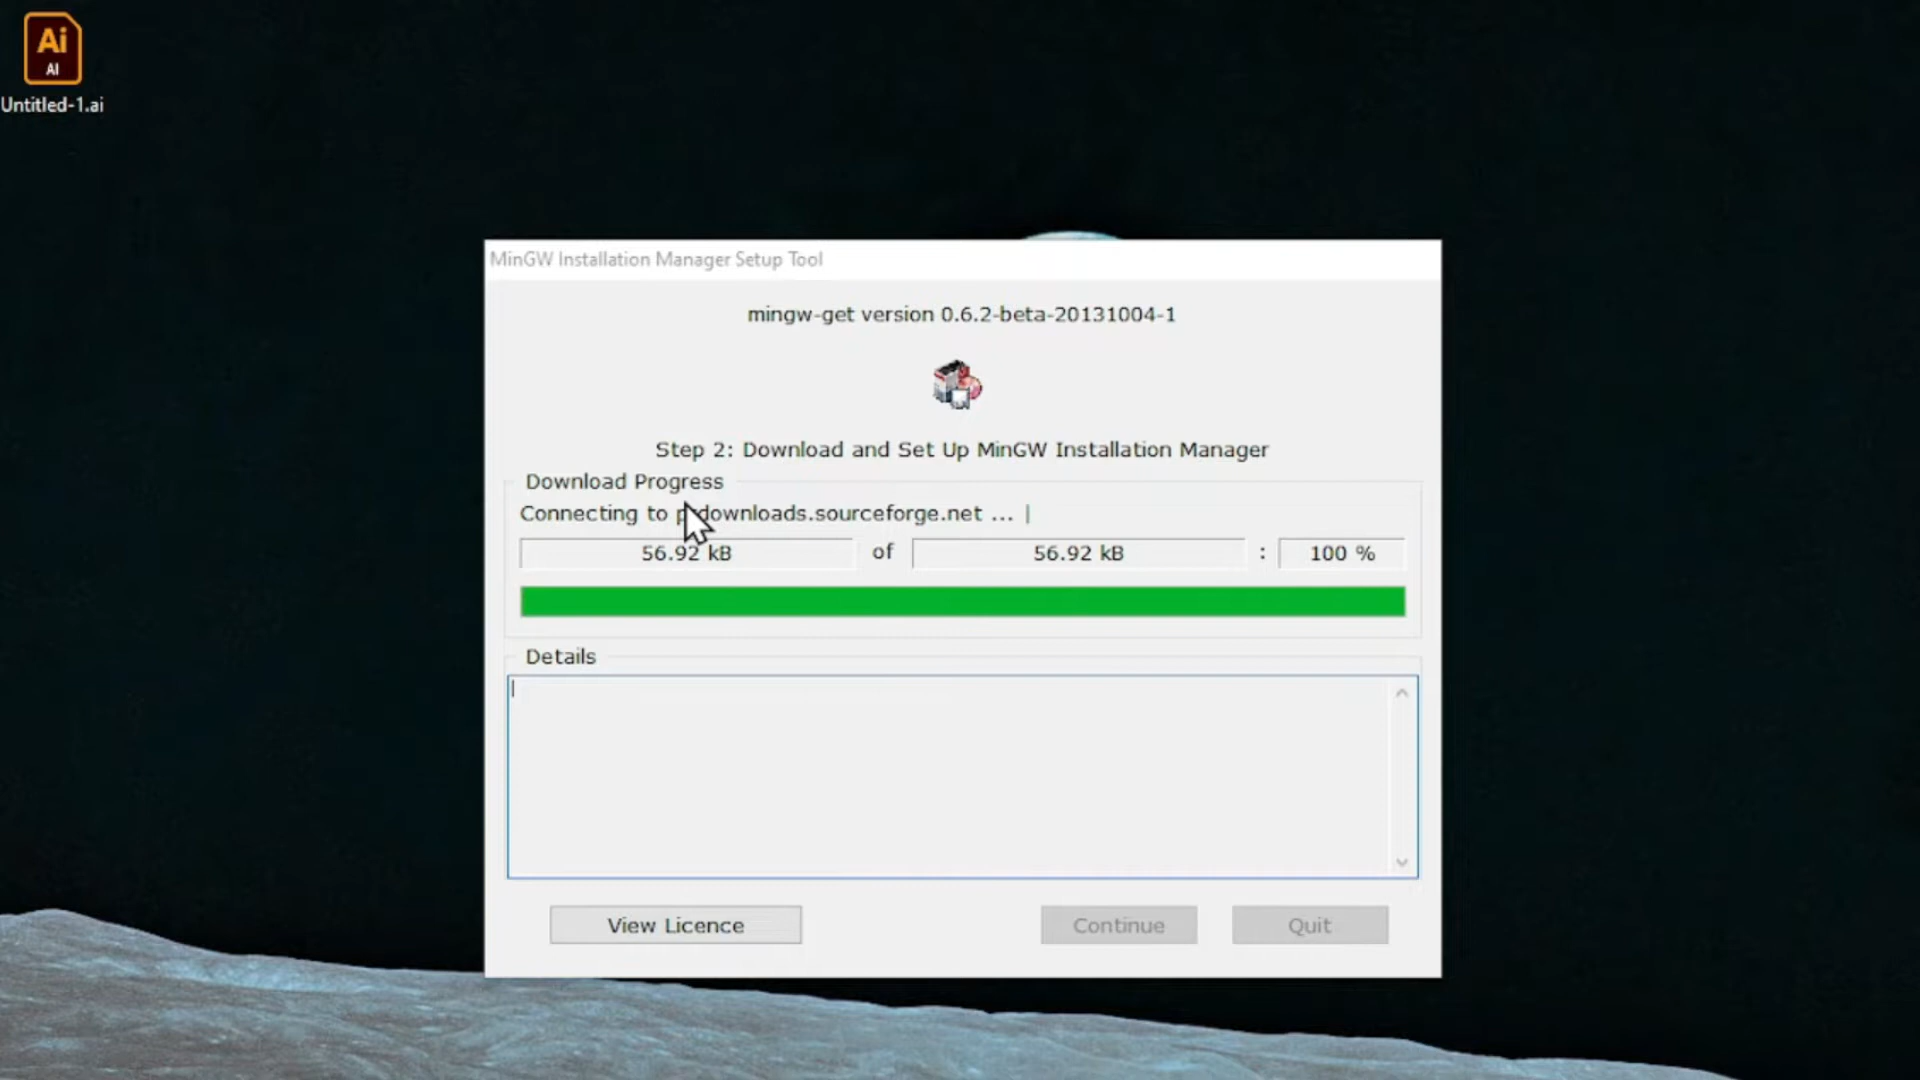 Ai
AI
Untitled-1.ai
MinGW Installation Manager Setup Tool
mingw-get version 0.6.2-beta-20131004-1
Step 2: Download and Set Up MinGW Installation Manager
Download Progress
Connecting to prdownloads.sourceforge.net ... |
56.92 kB of 56.92 kB : 100 %
Details
View Licence Continue Quit